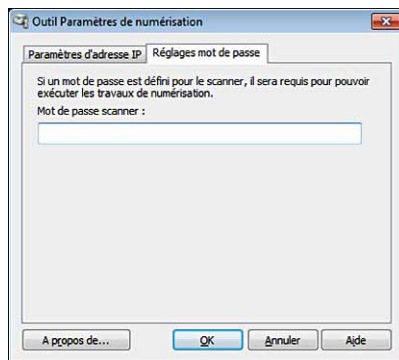 Outil Paramètres de numérisation
Paramètres d'adresse IP
Réglages mot de passe
Si un mot de passe est défini pour le scanner, il sera requis pour pouvoir
exécuter les travaux de numérisation.
Mot de passe scanner :
A propos de...
OK
Annuler
Aide